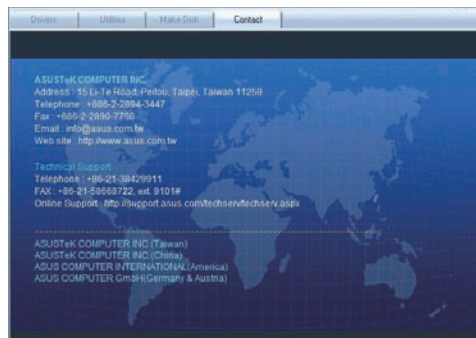 Drivers Utilities Make Disk Contact
ASUSTeK COMPUTER INC.
Address : 15 Li-Te Road, Peitou, Taipei, Taiwan 11259
Telephone : +886-2-2894-3447
Fax : +886-2-2890-7798
Email : info@asus.com.tw
Web site : http://www.asus.com.tw
Technical Support
Telephone : +86-21-38429911
FAX : +86-21-58668722, ext. 9101#
Online Support : http://support.asus.com/techserv/techserv.aspx
ASUSTeK COMPUTER INC.(Taiwan)
ASUSTeK COMPUTER INC.(China)
ASUS COMPUTER INTERNATIONAL(America)
ASUS COMPUTER GmbH(Germany & Austria)